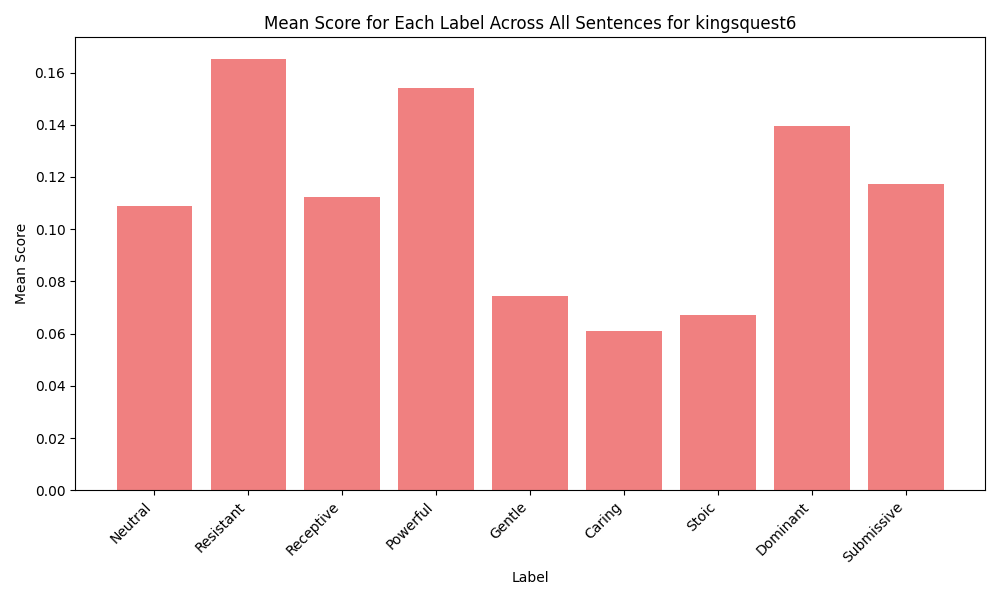 Mean Score for Each Label Across All Sentences for kingsquest6
Mean Score
0.16
0.14
0.12
0.10
0.08
0.06
0.04
0.02
0.00
Neutral
Resistant
Receptive
Powerful
Gentle
Caring
Stoic
Dominant
Submissive
Label